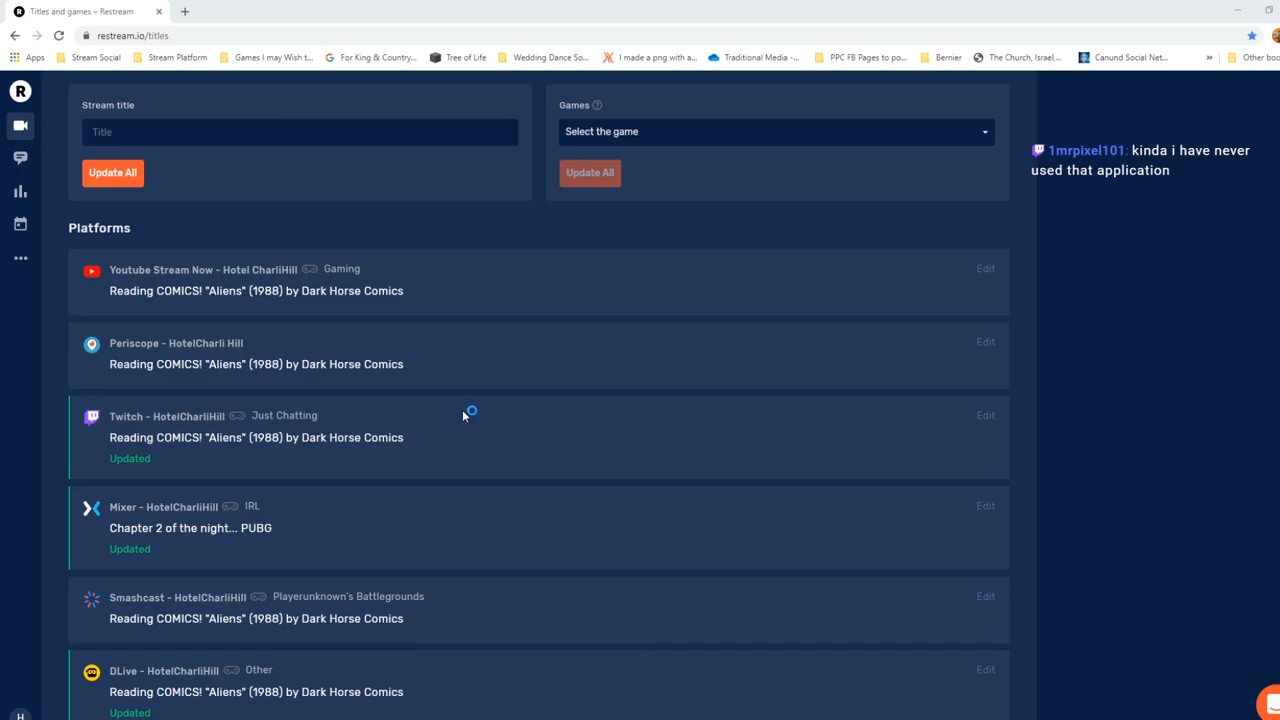 R
Titles and games – Restream
restream.io/titles
Apps
Stream Social
Stream Platform
Games I may Wish t...
For King & Country...
Tree of Life
Wedding Dance So...
I made a png with a...
Traditional Media -...
PPC FB Pages to po...
Bernier
The Church, Israel,...
Canund Social Net...
»
Other boo
R
Stream title
Games ?
Title
Select the game
Update All
Update All
1mrpixel101: kinda i have never
used that application
Platforms
Youtube Stream Now - Hotel CharliHill Gaming
Edit
Reading COMICS! "Aliens" (1988) by Dark Horse Comics
Periscope - HotelCharli Hill
Edit
Reading COMICS! "Aliens" (1988) by Dark Horse Comics
Twitch - HotelCharliHill Just Chatting
Edit
Reading COMICS! "Aliens" (1988) by Dark Horse Comics
Updated
Mixer - HotelCharliHill IRL
Edit
Chapter 2 of the night... PUBG
Updated
Smashcast - HotelCharliHill Playerunknown's Battlegrounds
Edit
Reading COMICS! "Aliens" (1988) by Dark Horse Comics
DLive - HotelCharliHill Other
Edit
Reading COMICS! "Aliens" (1988) by Dark Horse Comics
Updated
H